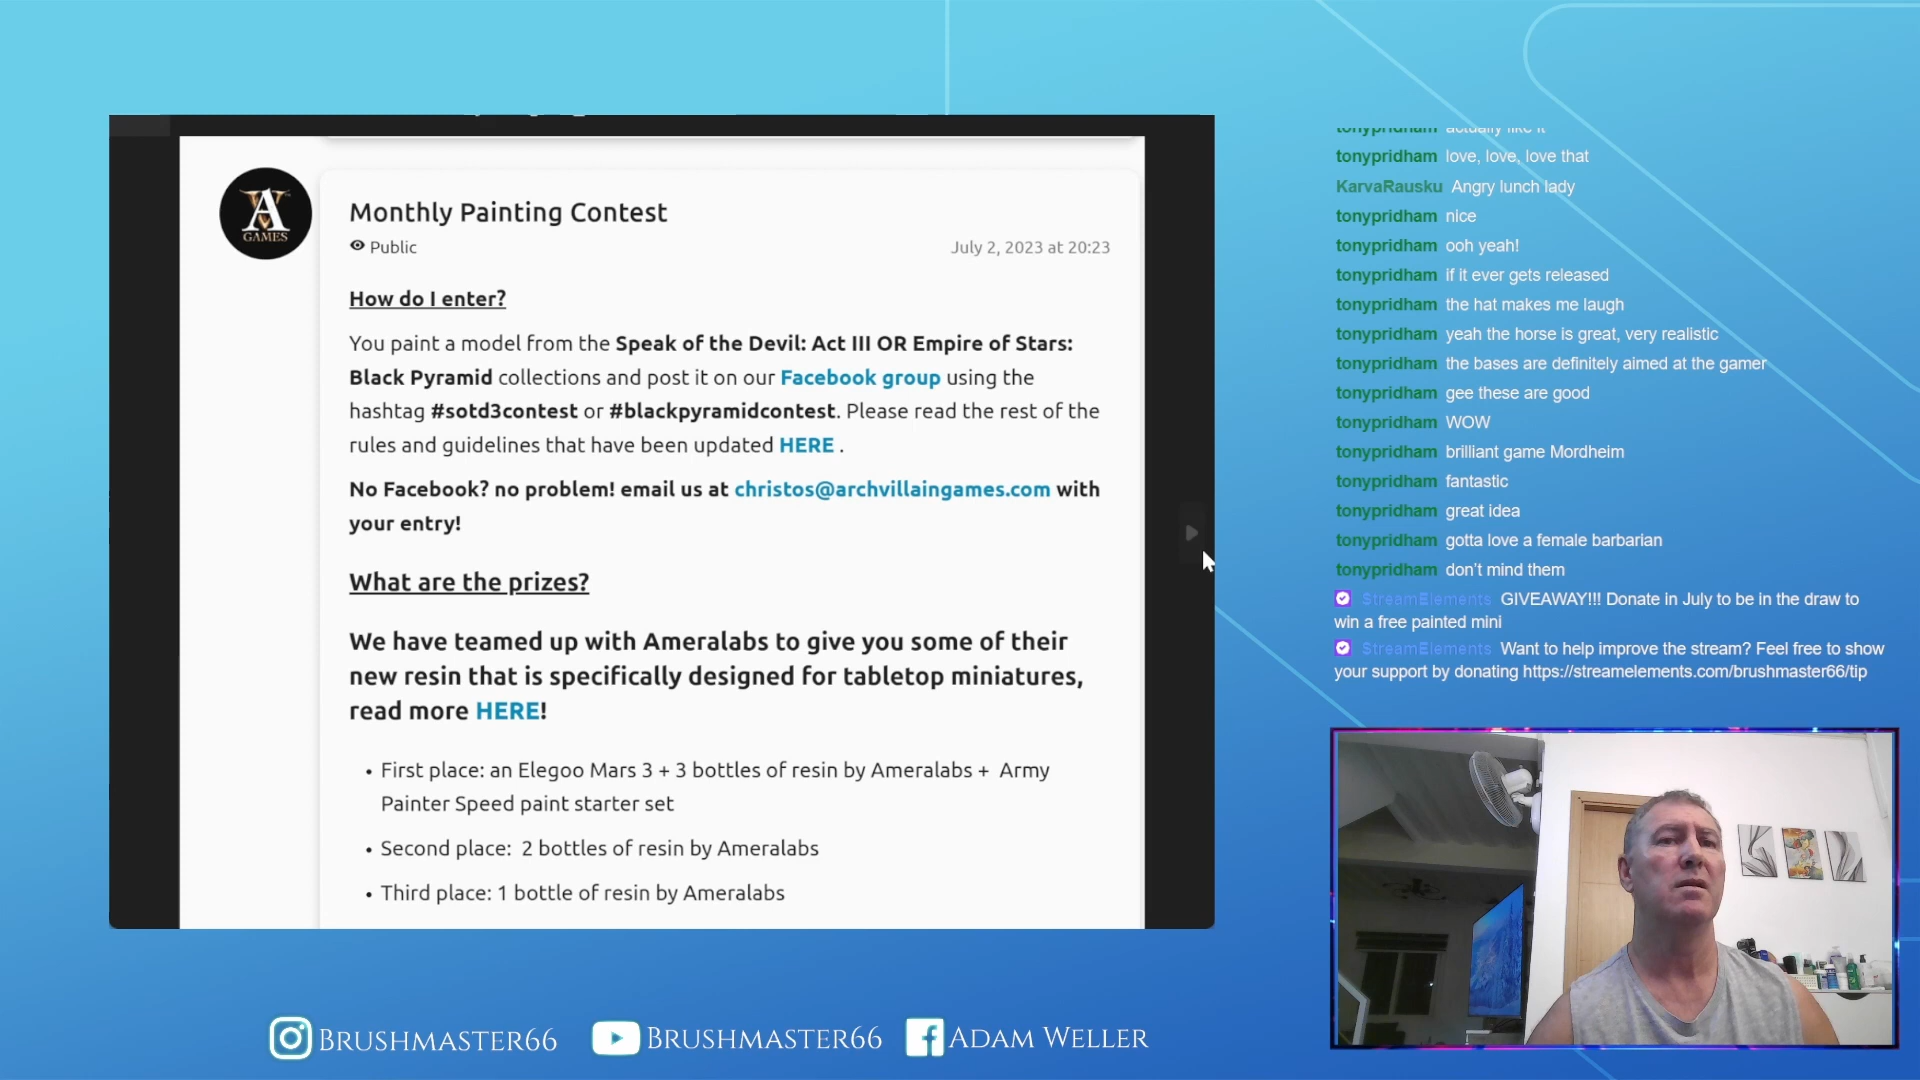 GAMES
Monthly Painting Contest
Public
July 2, 2023 at 20:23
How do I enter?
You paint a model from the Speak of the Devil: Act III OR Empire of Stars:
Black Pyramid collections and post it on our Facebook group using the
hashtag #sotd3contest or #blackpyramidcontest. Please read the rest of the
rules and guidelines that have been updated HERE .
No Facebook? no problem! email us at christos@archvillaingames.com with
your entry!
What are the prizes?
We have teamed up with Ameralabs to give you some of their
new resin that is specifically designed for tabletop miniatures,
read more HERE!
• First place: an Elegoo Mars 3 + 3 bottles of resin by Ameralabs + Army
Painter Speed paint starter set
• Second place: 2 bottles of resin by Ameralabs
• Third place: 1 bottle of resin by Ameralabs
tonypridham actually like it
tonypridham love, love, love that
KarvaRausku Angry lunch lady
tonypridham nice
tonypridham ooh yeah!
tonypridham if it ever gets released
tonypridham the hat makes me laugh
tonypridham yeah the horse is great, very realistic
tonypridham the bases are definitely aimed at the gamer
tonypridham gee these are good
tonypridham WOW
tonypridham brilliant game Mordheim
tonypridham fantastic
tonypridham great idea
tonypridham gotta love a female barbarian
tonypridham don't mind them
StreamElements GIVEAWAY!!! Donate in July to be in the draw to
win a free painted mini
StreamElements Want to help improve the stream? Feel free to show
your support by donating https://streamelements.com/brushmaster66/tip
BRUSHMASTER66
BRUSHMASTER66
ADAM WELLER